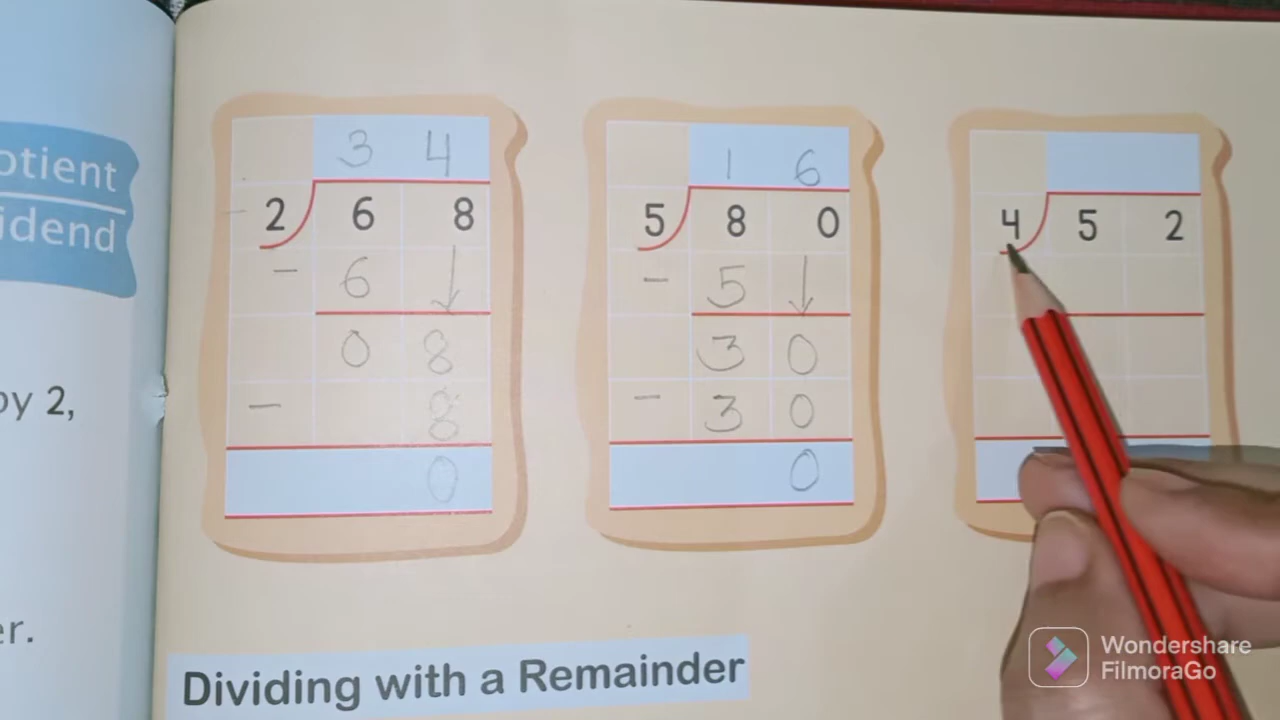 otient
idend
by 2,
er.
3 4
2 6 8
- 6 ↓
0 8
- 8
0
1 6
5 8 0
- 5 ↓
3 0
- 3 0
0
4 5 2
Dividing with a Remainder
Wondershare
FilmoraGo